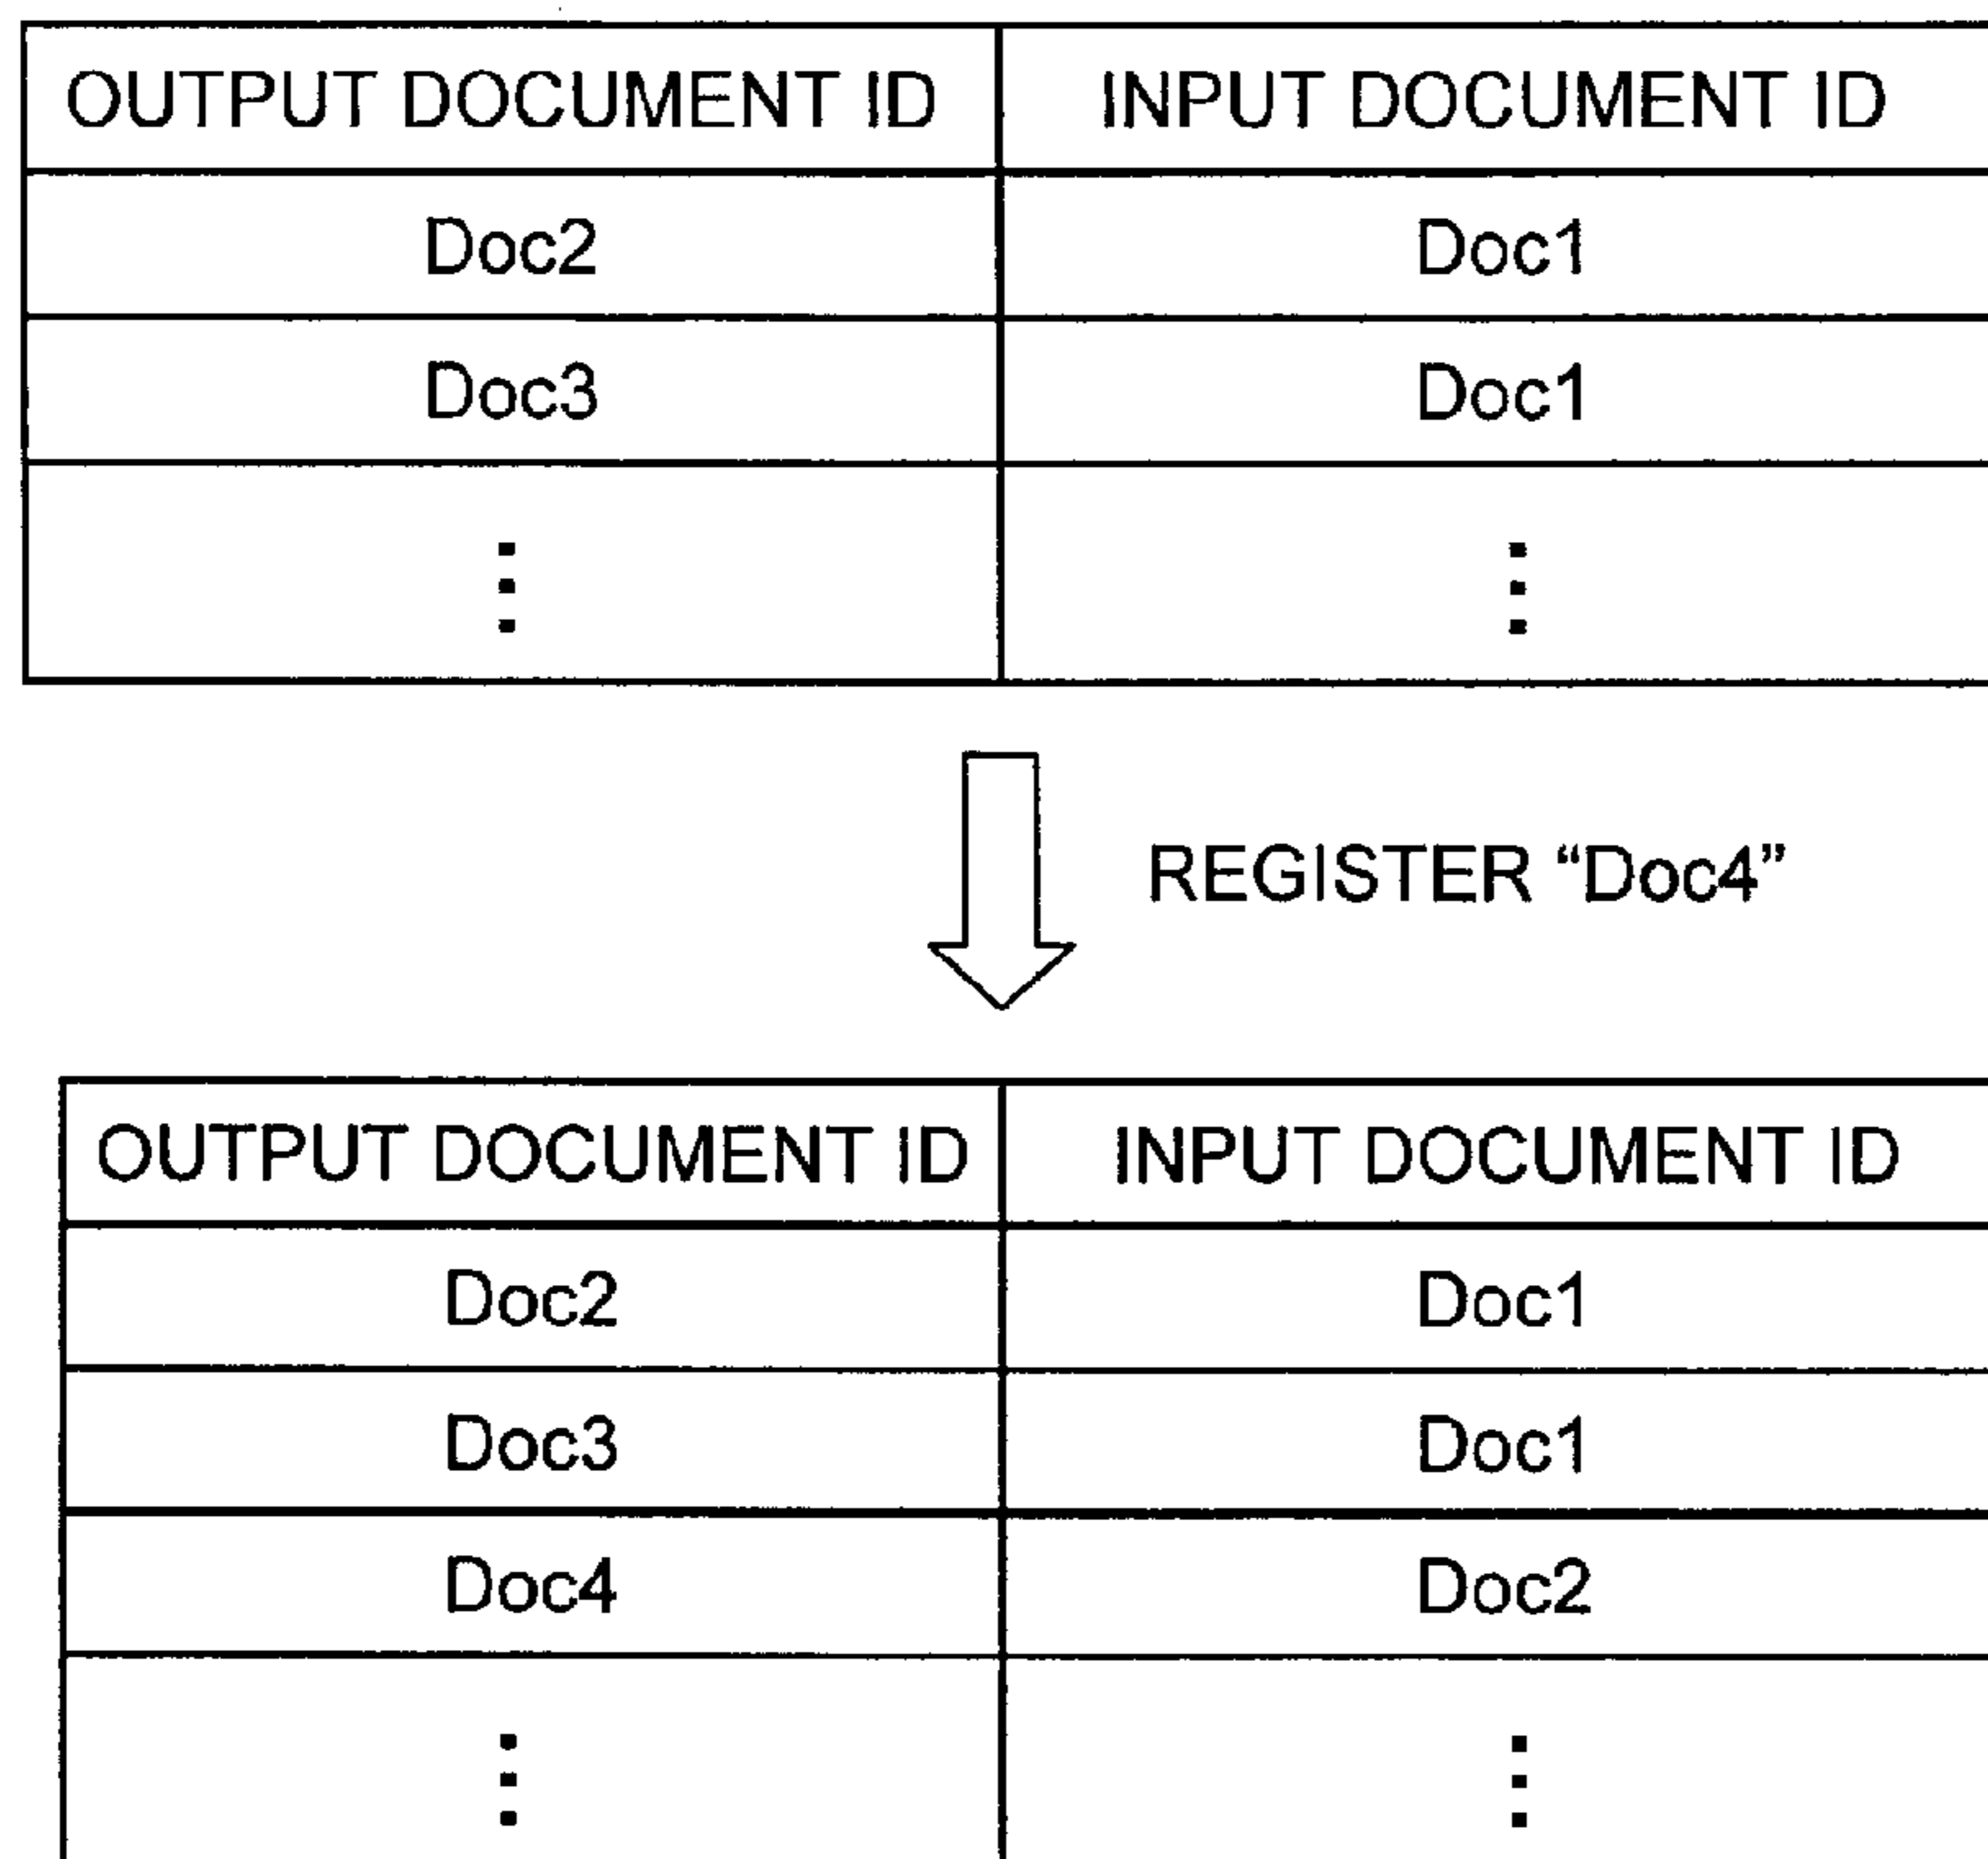 OUTPUT DOCUMENT ID INPUT DOCUMENT ID
Doc2 Doc1
Doc3 Doc1
REGISTER “Doc4”
OUTPUT DOCUMENT ID INPUT DOCUMENT ID
Doc2 Doc1
Doc3 Doc1
Doc4 Doc2